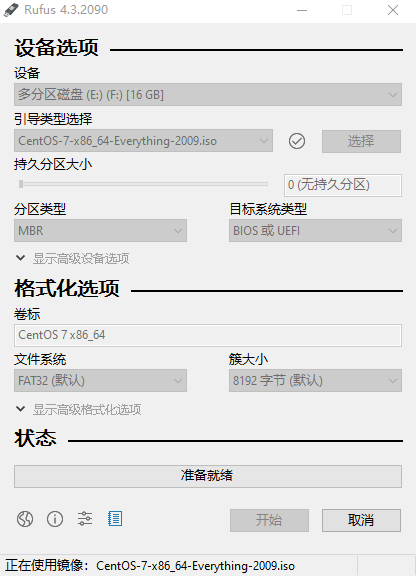 Rufus 4.3.2090
设备选项
设备
多分区磁盘 (E:) (F:) [16 GB]
引导类型选择
CentOS-7-x86_64-Everything-2009.iso
选择
持久分区大小
0 (无持久分区)
分区类型
目标系统类型
MBR
BIOS 或 UEFI
显示高级设备选项
格式化选项
卷标
CentOS 7 x86_64
文件系统
簇大小
FAT32 (默认)
8192 字节 (默认)
显示高级格式化选项
状态
准备就绪
开始
取消
正在使用镜像：CentOS-7-x86_64-Everything-2009.iso